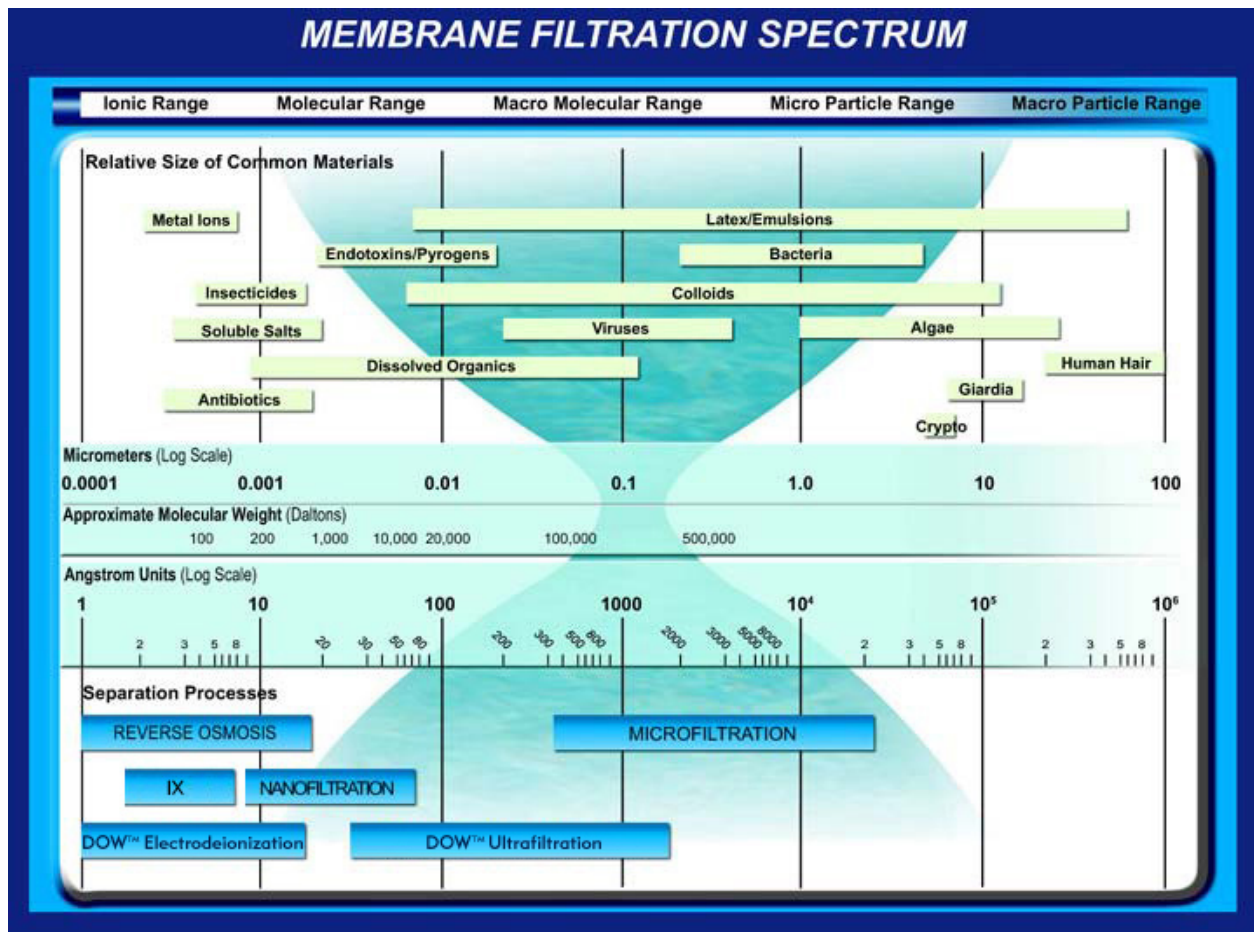 MEMBRANE FILTRATION SPECTRUM
Ionic Range Molecular Range Macro Molecular Range Micro Particle Range Macro Particle Range
Relative Size of Common Materials
Metal Ions Latex/Emulsions
Endotoxins/Pyrogens Bacteria
Insecticides Colloids
Soluble Salts Viruses Algae
Dissolved Organics Human Hair
Antibiotics Giardia
Crypto
Micrometers (Log Scale)
0.0001 0.001 0.01 0.1 1.0 10 100
Approximate Molecular Weight (Daltons)
100 200 1,000 10,000 20,000 100,000 500,000
Angstrom Units (Log Scale)
1 10 100 1000 10⁴ 10⁵ 10⁶
2 3 5 8 20 30 50 80 200 300 500 600 2000 3000 5000 8000 2 3 5 8 2 3 5 8
Separation Processes
REVERSE OSMOSIS MICROFILTRATION
IX NANOFILTRATION
DOW™ Electrodeionization DOW™ Ultrafiltration